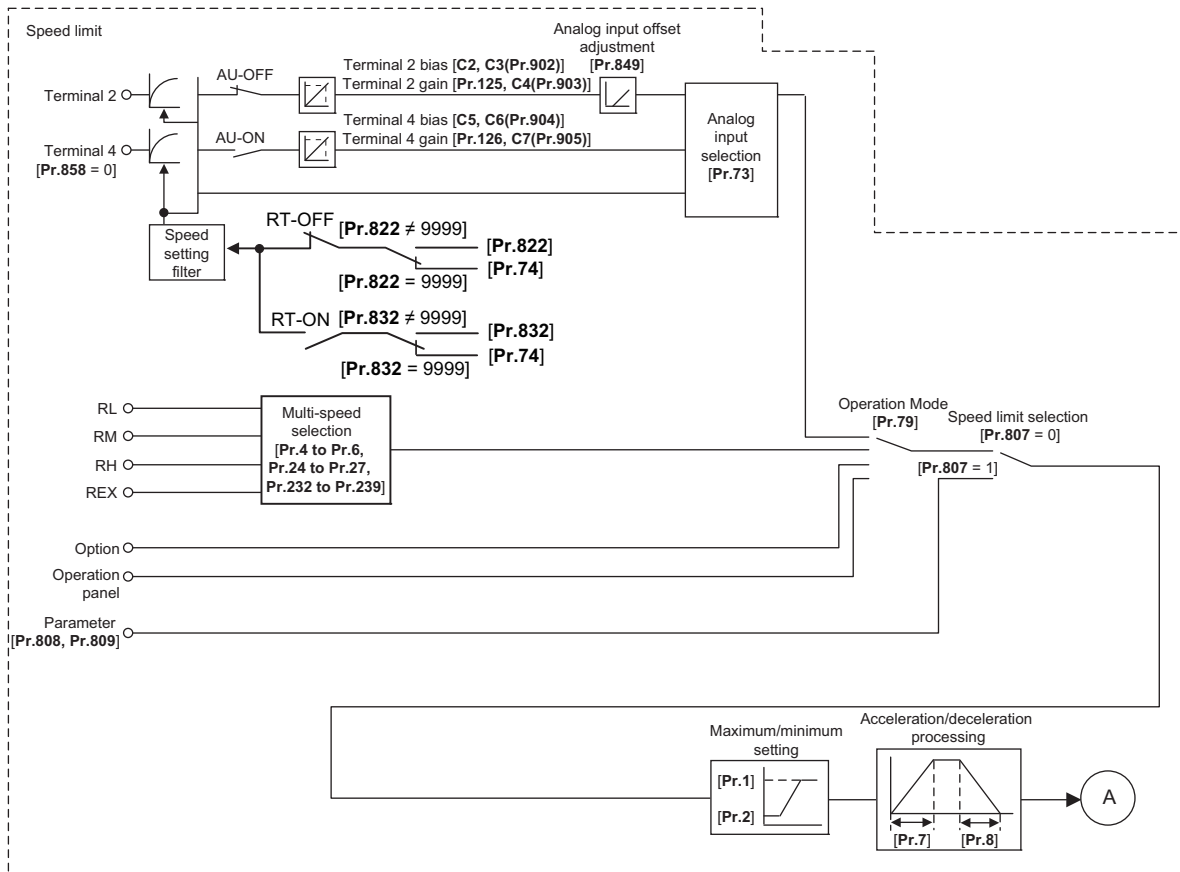 Speed limit
Analog input offset
adjustment
[Pr.849]
Terminal 2
AU-OFF
Terminal 2 bias [C2, C3(Pr.902)]
Terminal 2 gain [Pr.125, C4(Pr.903)]
Terminal 4
[Pr.858 = 0]
AU-ON
Terminal 4 bias [C5, C6(Pr.904)]
Terminal 4 gain [Pr.126, C7(Pr.905)]
Analog
input
selection
[Pr.73]
Speed
setting
filter
RT-OFF
[Pr.822 ≠ 9999]
[Pr.822]
[Pr.74]
[Pr.822 = 9999]
RT-ON
[Pr.832 ≠ 9999]
[Pr.832]
[Pr.74]
[Pr.832 = 9999]
RL
RM
RH
REX
Multi-speed
selection
[Pr.4 to Pr.6,
Pr.24 to Pr.27,
Pr.232 to Pr.239]
Operation Mode
[Pr.79]
Speed limit selection
[Pr.807 = 0]
[Pr.807 = 1]
Option
Operation
panel
Parameter
[Pr.808, Pr.809]
Maximum/minimum
setting
[Pr.1]
[Pr.2]
Acceleration/deceleration
processing
[Pr.7]
[Pr.8]
A